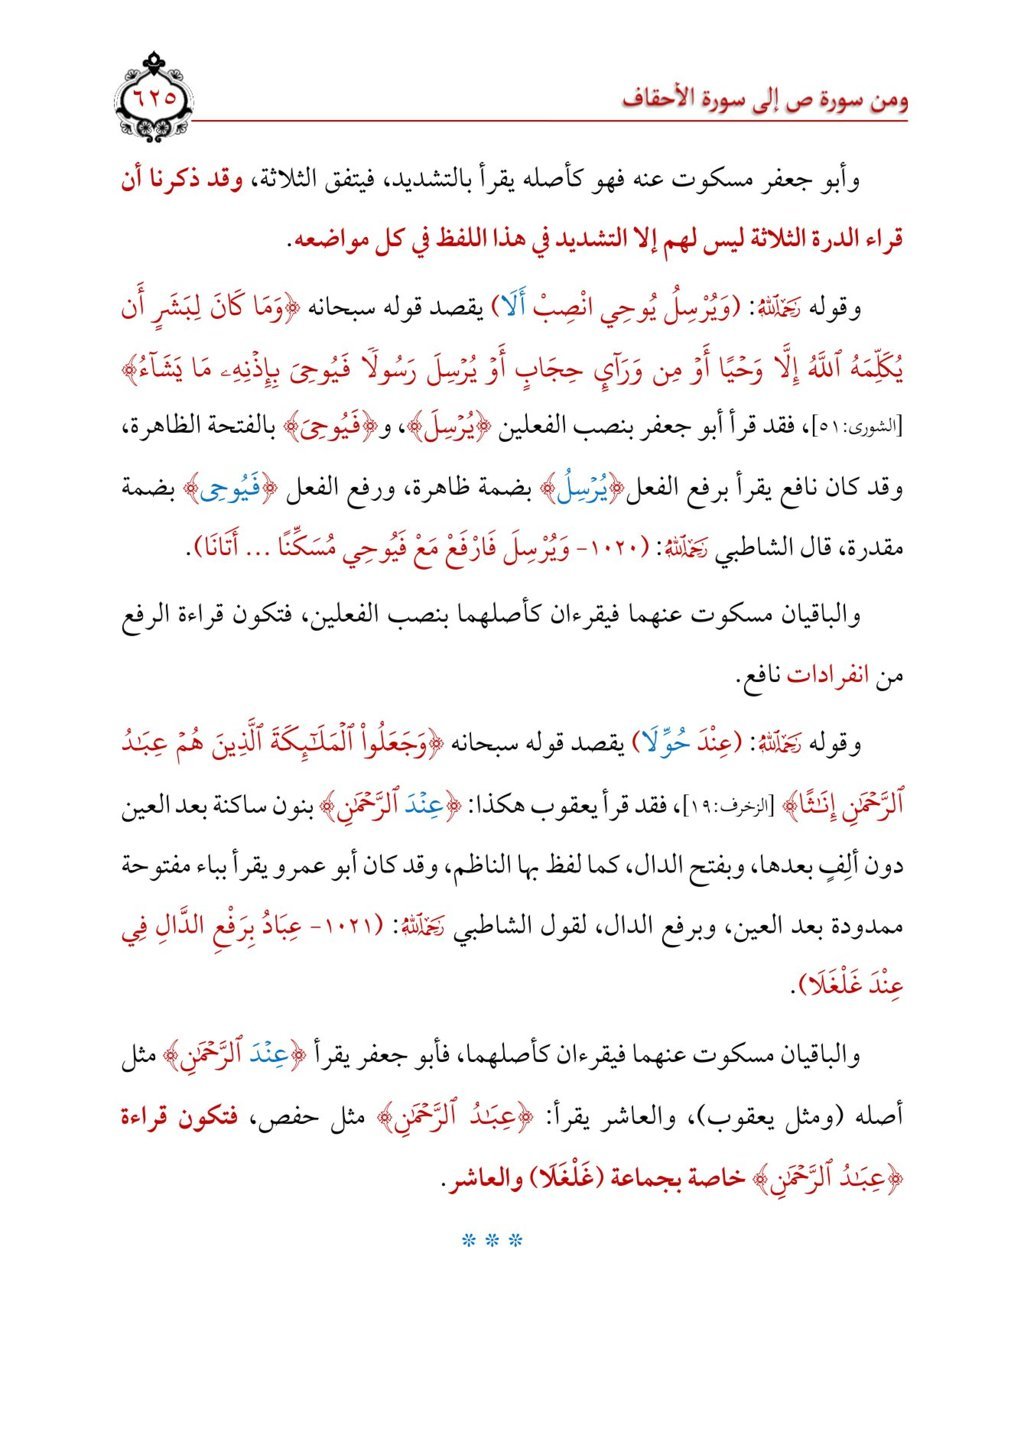 ومن سورة ص إلى سورة الأحقاف
٦٢٥
وأبو جعفر مسكوت عنه فهو كأصله يقرأ بالتشديد، فيتفق الثلاثة، وقد ذكرنا أن
قراء الدرة الثلاثة ليس لهم إلا التشديد في هذا اللفظ في كل مواضعه.
وقوله رَحِمَهُ اللَّهُ: (وَيُرْسِلُ يُوحِي انْصِبْ أَلَا) يقصد قوله سبحانه ﴿وَمَا كَانَ لِبَشَرٍ أَن
يُكَلِّمَهُ ٱللَّهُ إِلَّا وَحْيًا أَوْ مِن وَرَآيِٕ حِجَابٍ أَوْ يُرْسِلَ رَسُولًا فَيُوحِىَ بِإِذْنِهِۦ مَا يَشَآءُ﴾
[الشورى:٥١]، فقد قرأ أبو جعفر بنصب الفعلين ﴿يُرْسِلَ﴾، و﴿فَيُوحِىَ﴾ بالفتحة الظاهرة،
وقد كان نافع يقرأ برفع الفعل ﴿يُرْسِلُ﴾ بضمة ظاهرة، ورفع الفعل ﴿فَيُوحِى﴾ بضمة
مقدرة، قال الشاطبي رَحِمَهُ اللَّهُ: (١٠٢٠- وَيُرْسِلَ فَارْفَعْ مَعْ فَيُوحِي مُسَكِّنًا ... أَتَانَا).
والباقيان مسكوت عنهما فيقرءان كأصلهما بنصب الفعلين، فتكون قراءة الرفع
من انفرادات نافع.
وقوله رَحِمَهُ اللَّهُ: (عِنْدَ حُوِّلَا) يقصد قوله سبحانه ﴿وَجَعَلُوا۟ ٱلْمَلَـٰٓئِكَةَ ٱلَّذِينَ هُمْ عِبَـٰدُ
ٱلرَّحْمَـٰنِ إِنَـٰثًا﴾ [الزخرف:١٩]، فقد قرأ يعقوب هكذا: ﴿عِنْدَ ٱلرَّحْمَـٰنِ﴾ بنون ساكنة بعد العين
دون ألِفٍ بعدها، وبفتح الدال، كما لفظ بها الناظم، وقد كان أبو عمرو يقرأ بباء مفتوحة
ممدودة بعد العين، وبرفع الدال، لقول الشاطبي رَحِمَهُ اللَّهُ: (١٠٢١- عِبَادُ بِرَفْعِ الدَّالِ فِي
عِنْدَ غَلْغَلَا).
والباقيان مسكوت عنهما فيقرءان كأصلهما، فأبو جعفر يقرأ ﴿عِنْدَ ٱلرَّحْمَـٰنِ﴾ مثل
أصله (ومثل يعقوب)، والعاشر يقرأ: ﴿عِبَـٰدُ ٱلرَّحْمَـٰنِ﴾ مثل حفص، فتكون قراءة
﴿عِبَـٰدُ ٱلرَّحْمَـٰنِ﴾ خاصة بجماعة (غَلْغَلَا) والعاشر.
* * *